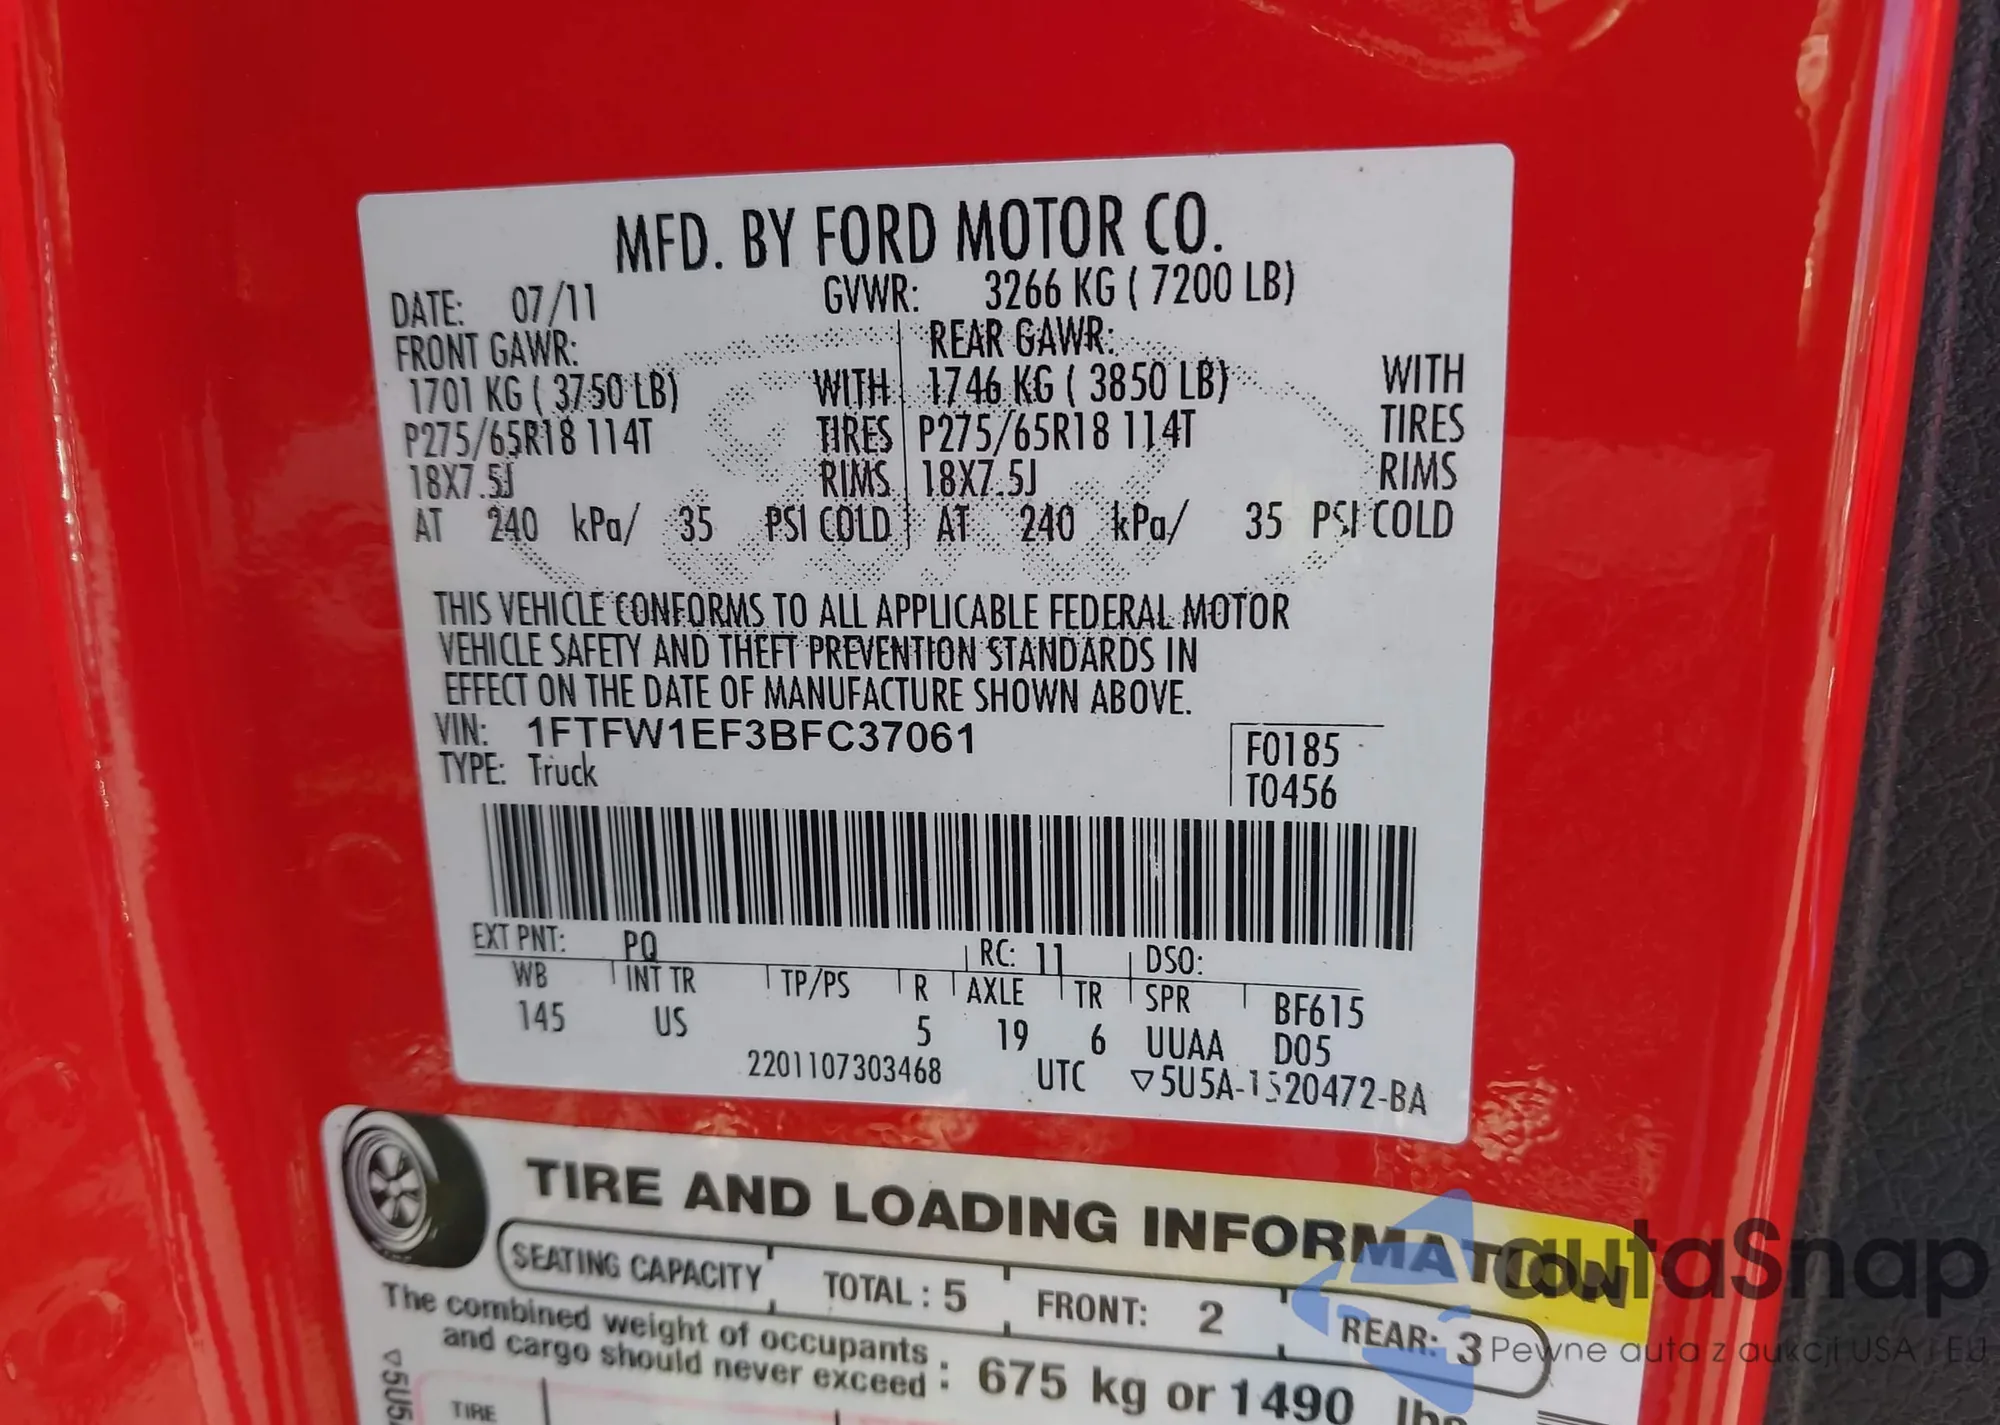 MFD. BY FORD MOTOR CO.
DATE: 07/11 GVWR: 3266 KG ( 7200 LB)
FRONT GAWR: REAR GAWR:
1701 KG ( 3750 LB) WITH 1746 KG ( 3850 LB) WITH
P275/65R18 114T TIRES P275/65R18 114T TIRES
18X7.5J RIMS 18X7.5J RIMS
AT 240 kPa/ 35 PSI COLD AT 240 kPa/ 35 PSI COLD
THIS VEHICLE CONFORMS TO ALL APPLICABLE FEDERAL MOTOR
VEHICLE SAFETY AND THEFT PREVENTION STANDARDS IN
EFFECT ON THE DATE OF MANUFACTURE SHOWN ABOVE.
VIN: 1FTFW1EF3BFC37061 F0185
TYPE: Truck T0456
EXT PNT: PQ RC: 11 DSO:
WB INT TR TP/PS R AXLE TR SPR BF615
145 US 5 19 6 UUAA D05
2201107303468 UTC ▽5U5A-1520472-BA
TIRE AND LOADING INFORMATION
SEATING CAPACITY TOTAL : 5 FRONT: 2 REAR: 3
The combined weight of occupants
and cargo should never exceed : 675 kg or 1490 lbs
TIRE
▽5U5
autaSnap
Pewne auta z aukcji USA i EU